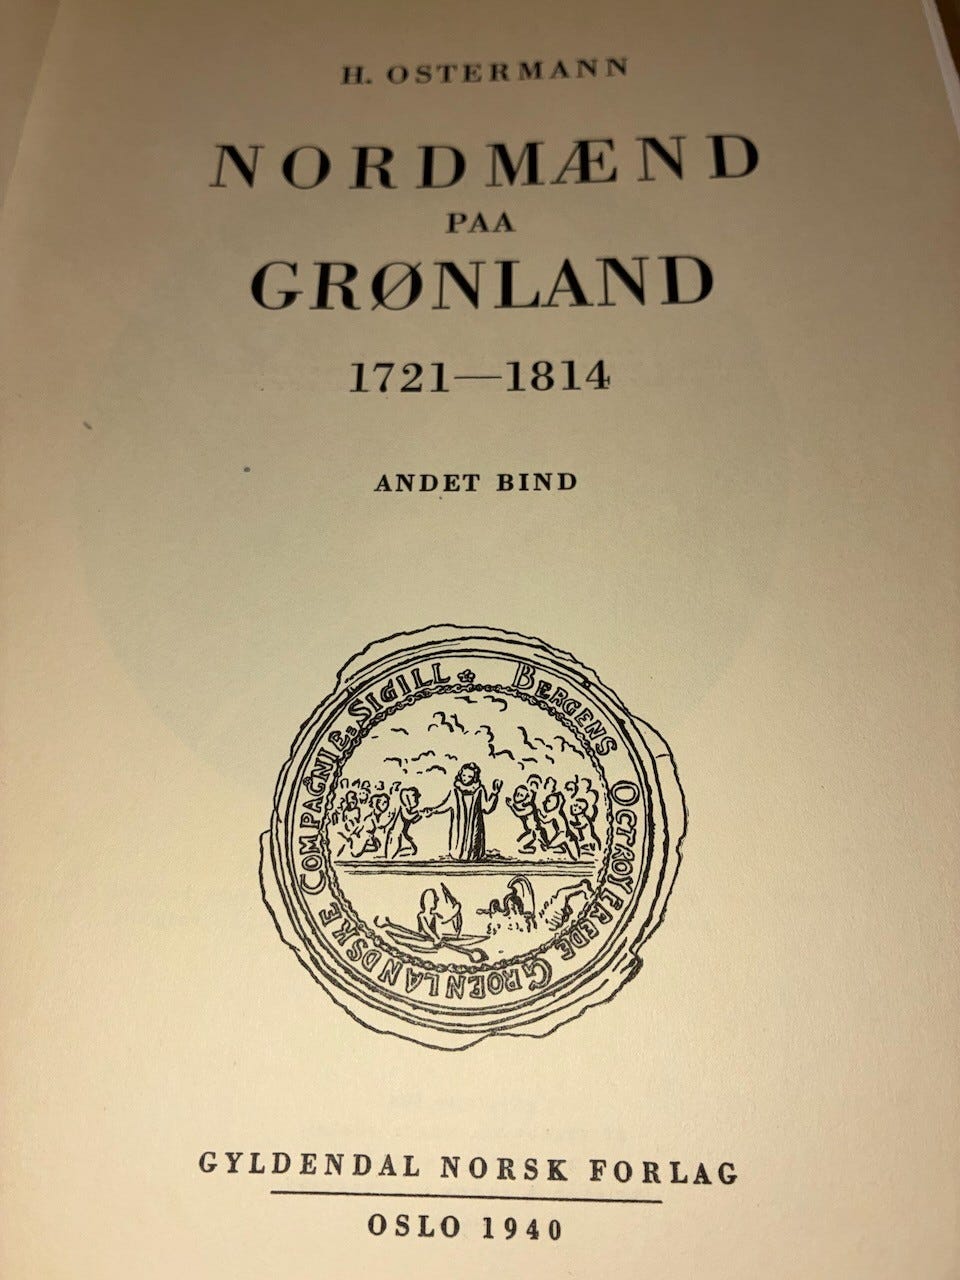 H. OSTERMANN
NORDMÆND
PAA
GRØNLAND
1721—1814
ANDET BIND
BERGENS OCTROYEREDE GROENLANDSKE COMPAGNIE: SIGILL
GYLDENDAL NORSK FORLAG
OSLO 1940